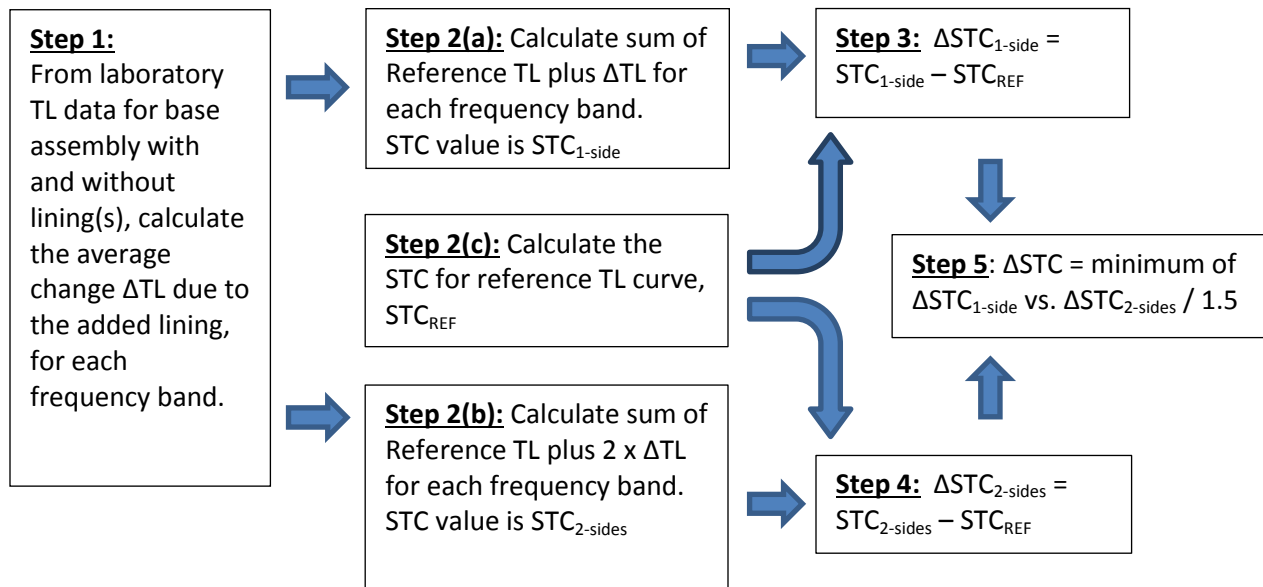 Step 1:
From laboratory
TL data for base
assembly with
and without
lining(s), calculate
the average
change ΔTL due to
the added lining,
for each
frequency band.
Step 2(a): Calculate sum of
Reference TL plus ΔTL for
each frequency band.
STC value is STC1-side
Step 2(c): Calculate the
STC for reference TL curve,
STCREF
Step 2(b): Calculate sum of
Reference TL plus 2 x ΔTL
for each frequency band.
STC value is STC2-sides
Step 3: ΔSTC1-side =
STC1-side – STCREF
Step 4: ΔSTC2-sides =
STC2-sides – STCREF
Step 5: ΔSTC = minimum of
ΔSTC1-side vs. ΔSTC2-sides / 1.5